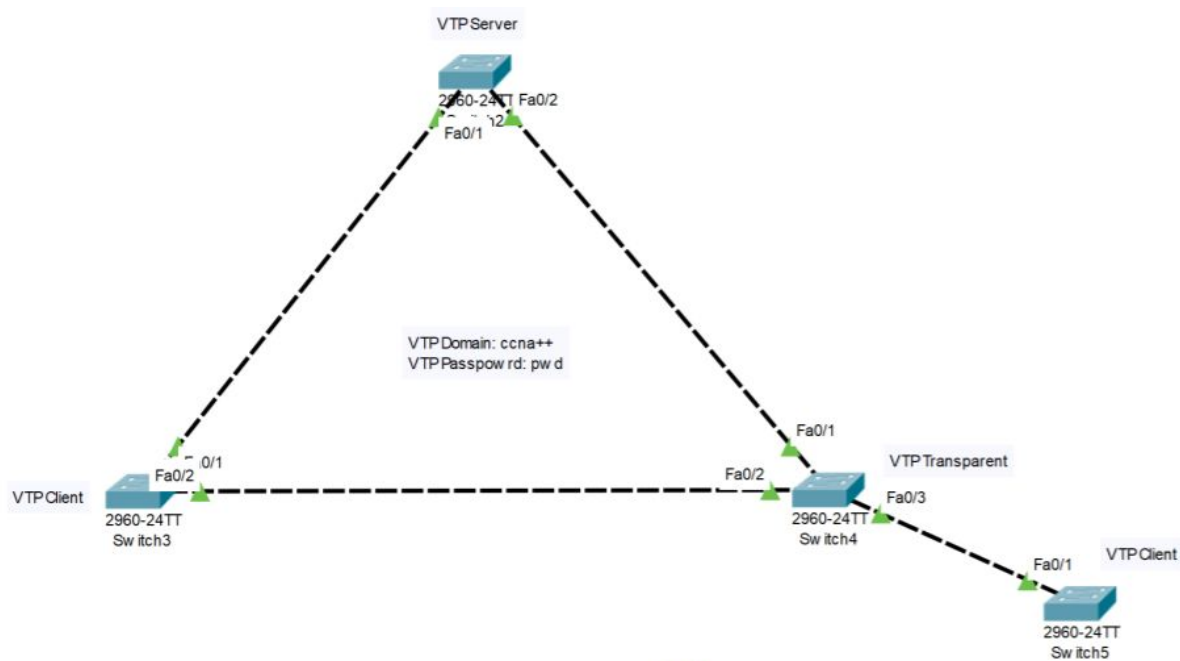 VTP Server
2960-24TT
Fa0/2
Fa0/1
VTP Domain: ccna++
VTP Passpowrd: pwd
Fa0/1
Fa0/2
VTP Client
2960-24TT
Switch3
Fa0/1
Fa0/2
VTP Transparent
Fa0/3
2960-24TT
Switch4
VTP Client
Fa0/1
2960-24TT
Switch5